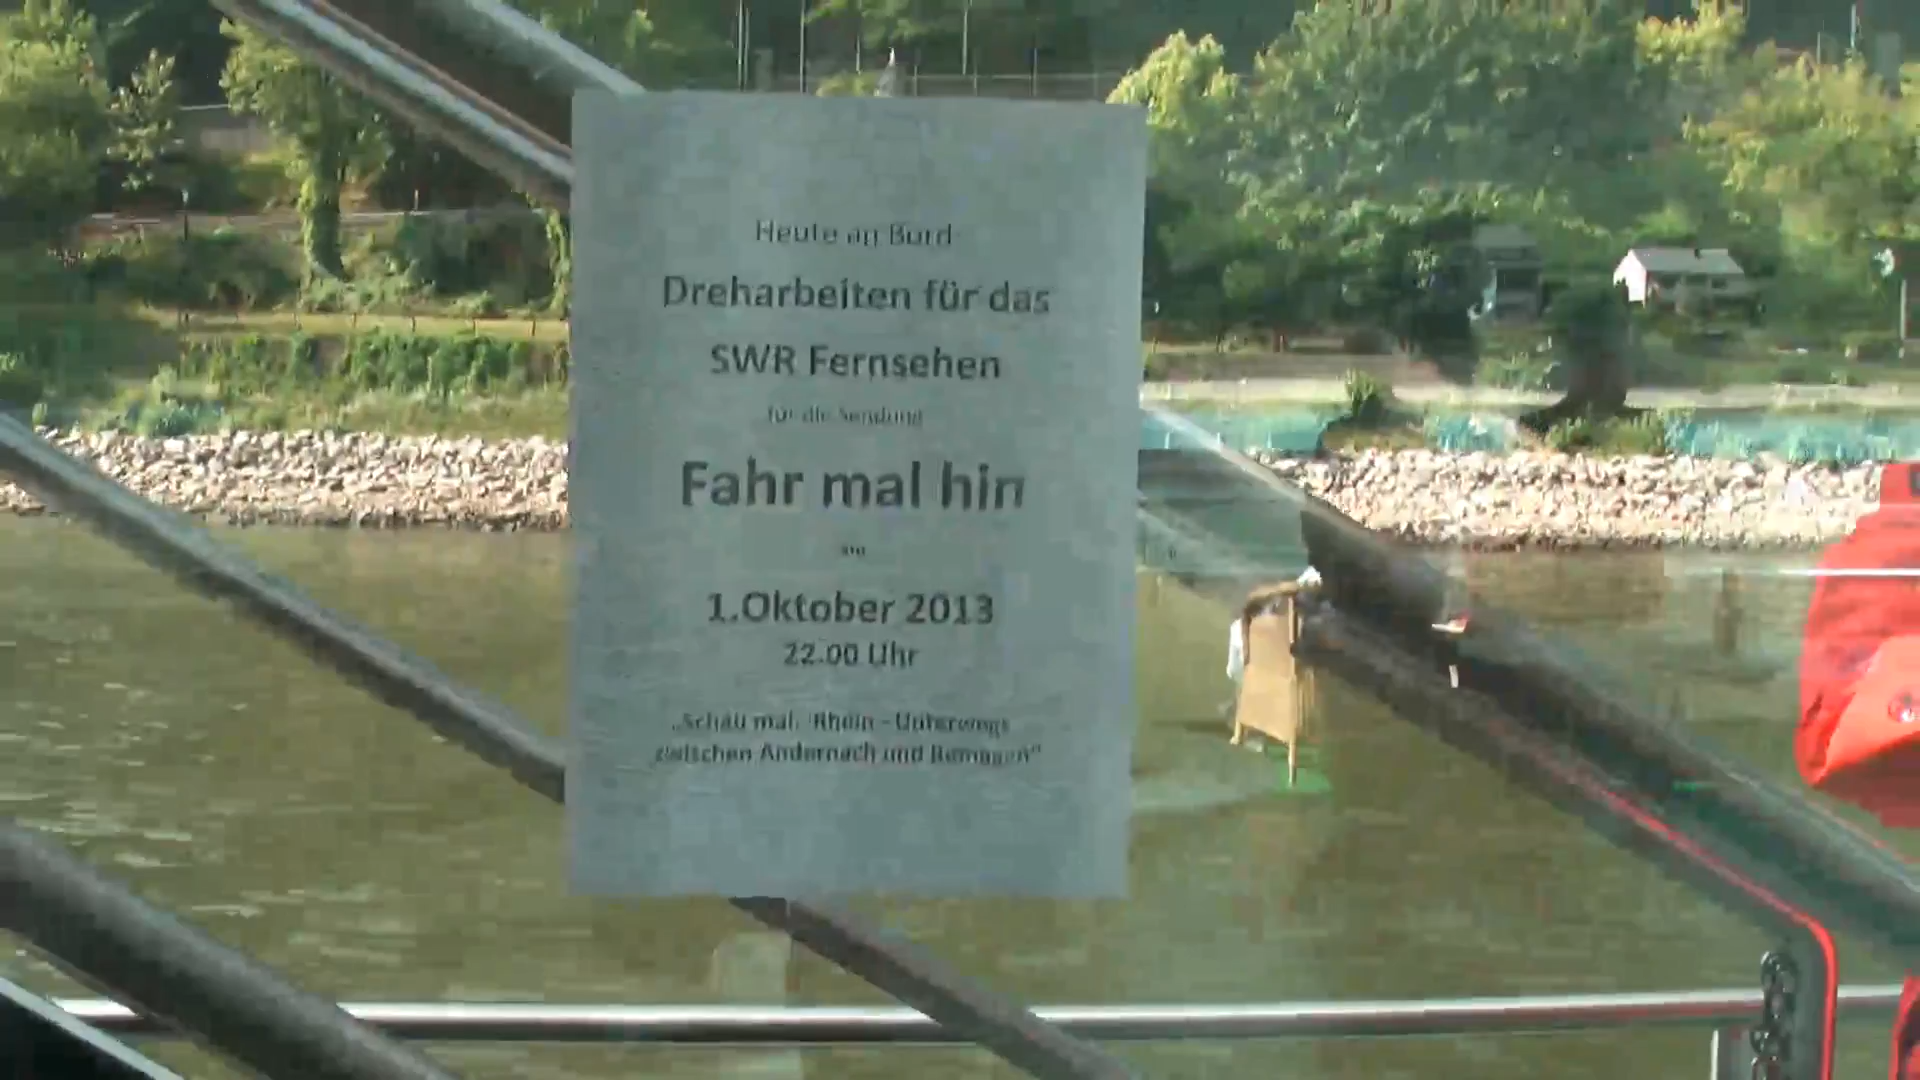 Heute an Bord
Dreharbeiten für das
SWR Fernsehen
für die Sendung
Fahr mal hin
am
1.Oktober 2013
22.00 Uhr
„Schau mal. Rhein - Unterwegs
zwischen Andernach und Remagen“